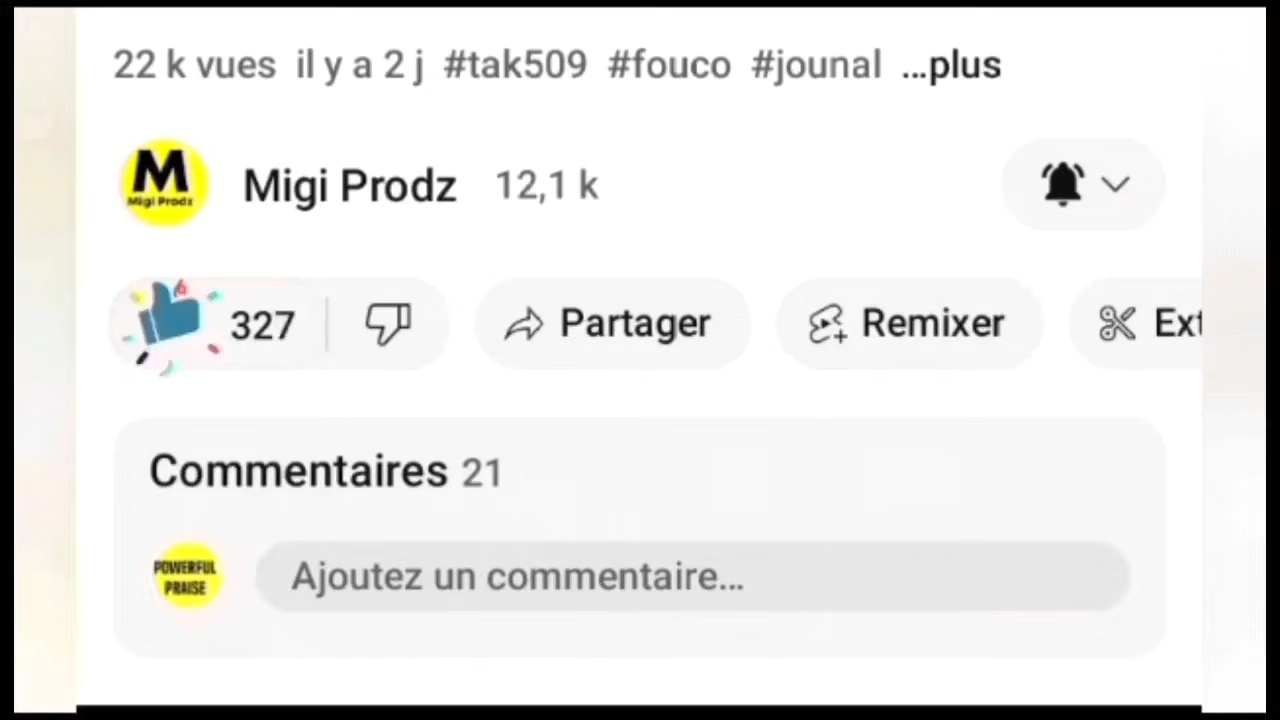 22 k vues il y a 2 j #tak509 #fouco #jounal ...plus
M
Migi Prodz
Migi Prodz 12,1 k
327 Partager Remixer Ext
Commentaires 21
POWERFUL
PRAISE
Ajoutez un commentaire...